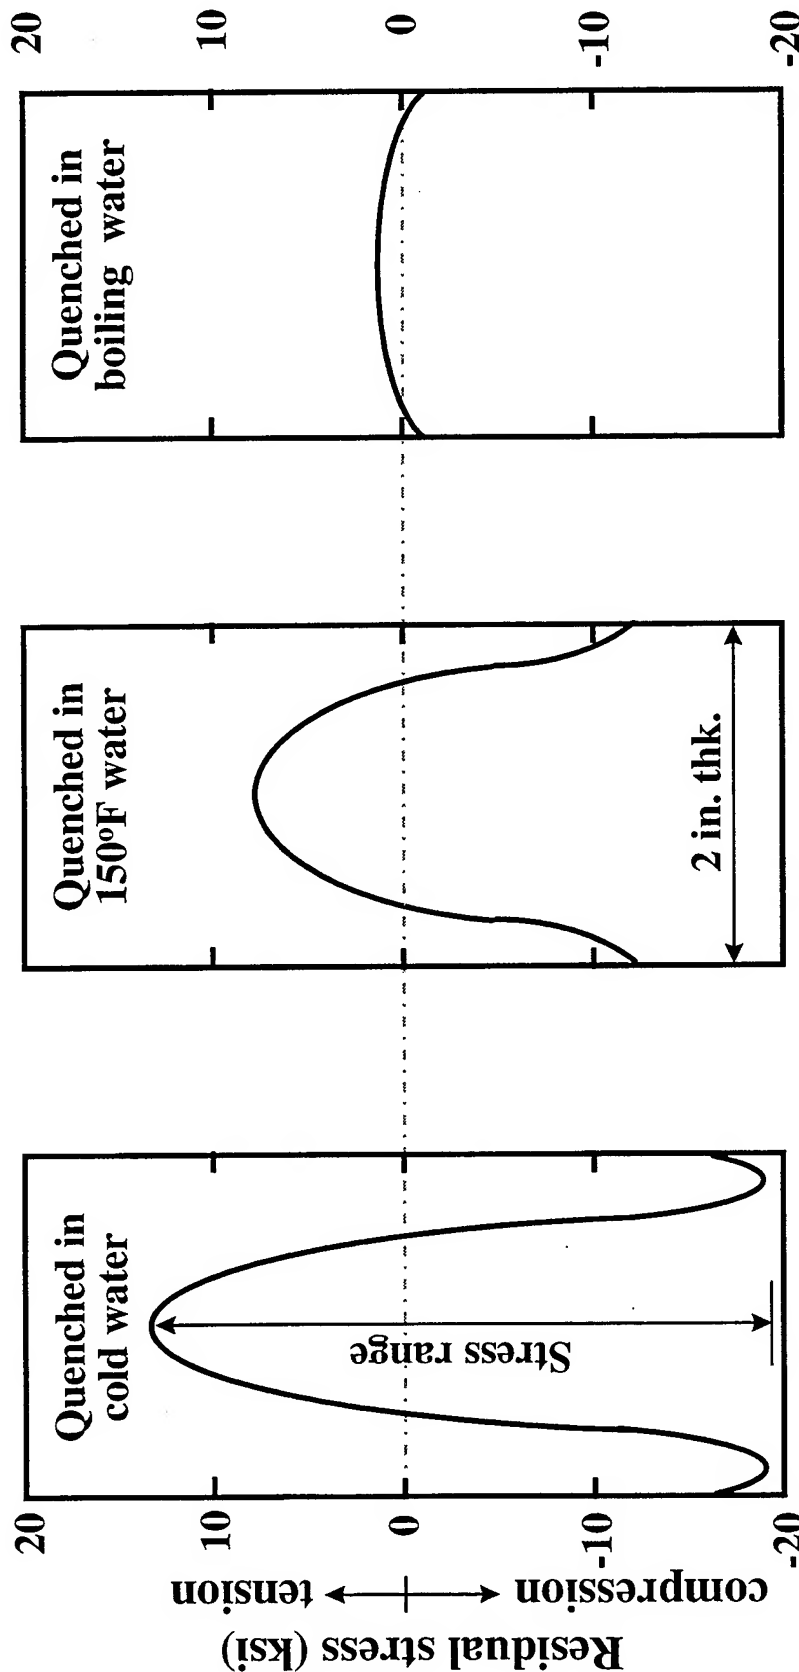 Residual stress (ksi)
compression
tension
20
10
0
-10
-20
Quenched in
cold water
Stress range
Quenched in
150°F water
2 in. thk.
Quenched in
boiling water
20
10
0
-10
-20